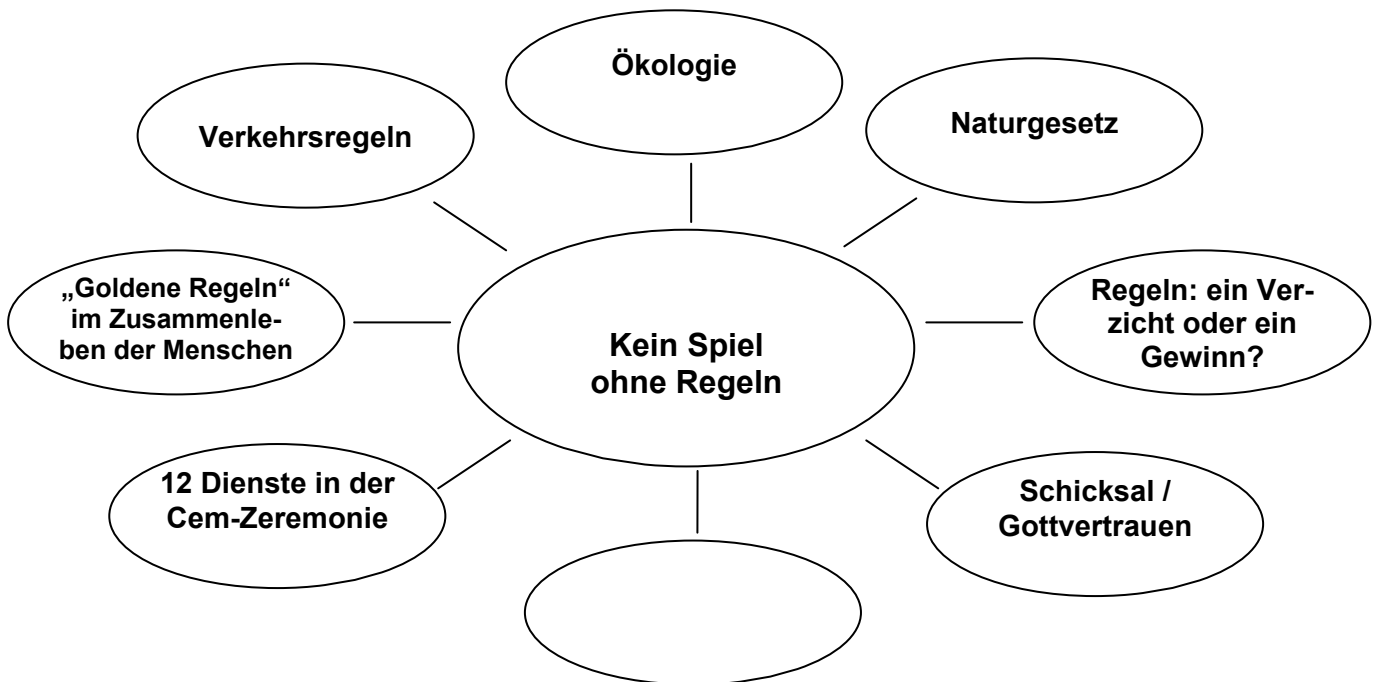 Ökologie
Verkehrsregeln
Naturgesetz
„Goldene Regeln“
im Zusammenle-
ben der Menschen
Kein Spiel
ohne Regeln
Regeln: ein Ver-
zicht oder ein
Gewinn?
12 Dienste in der
Cem-Zeremonie
Schicksal /
Gottvertrauen